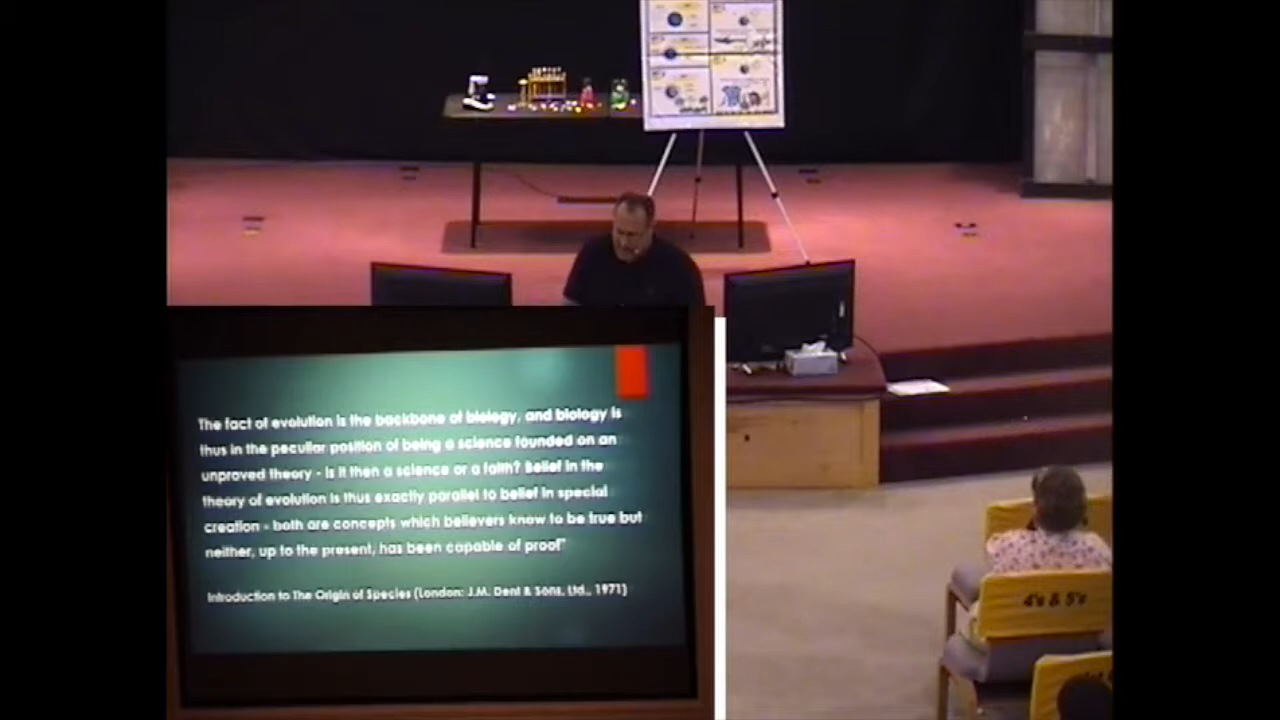 The fact of evolution is the backbone of biology, and biology is
thus in the peculiar position of being a science founded on an
unproved theory - is it then a science or a faith? Belief in the
theory of evolution is thus exactly parallel to belief in special
creation - both are concepts which believers know to be true but
neither, up to the present, has been capable of proof"
Introduction to The Origin of Species (London: J.M. Dent & Sons, Ltd., 1971)
4's & 5's